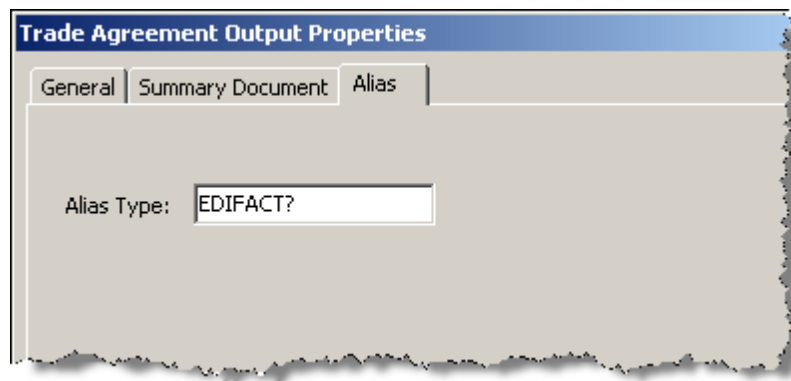 Trade Agreement Output Properties
General Summary Document Alias
Alias Type: EDIFACT?